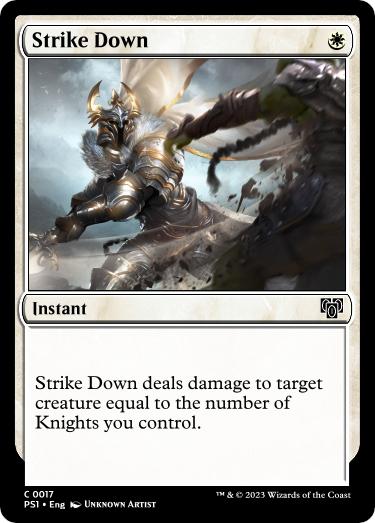 Strike Down
Instant
Strike Down deals damage to target
creature equal to the number of
Knights you control.
C 0017
PS1 • Eng Unknown Artist
™ & © 2023 Wizards of the Coast